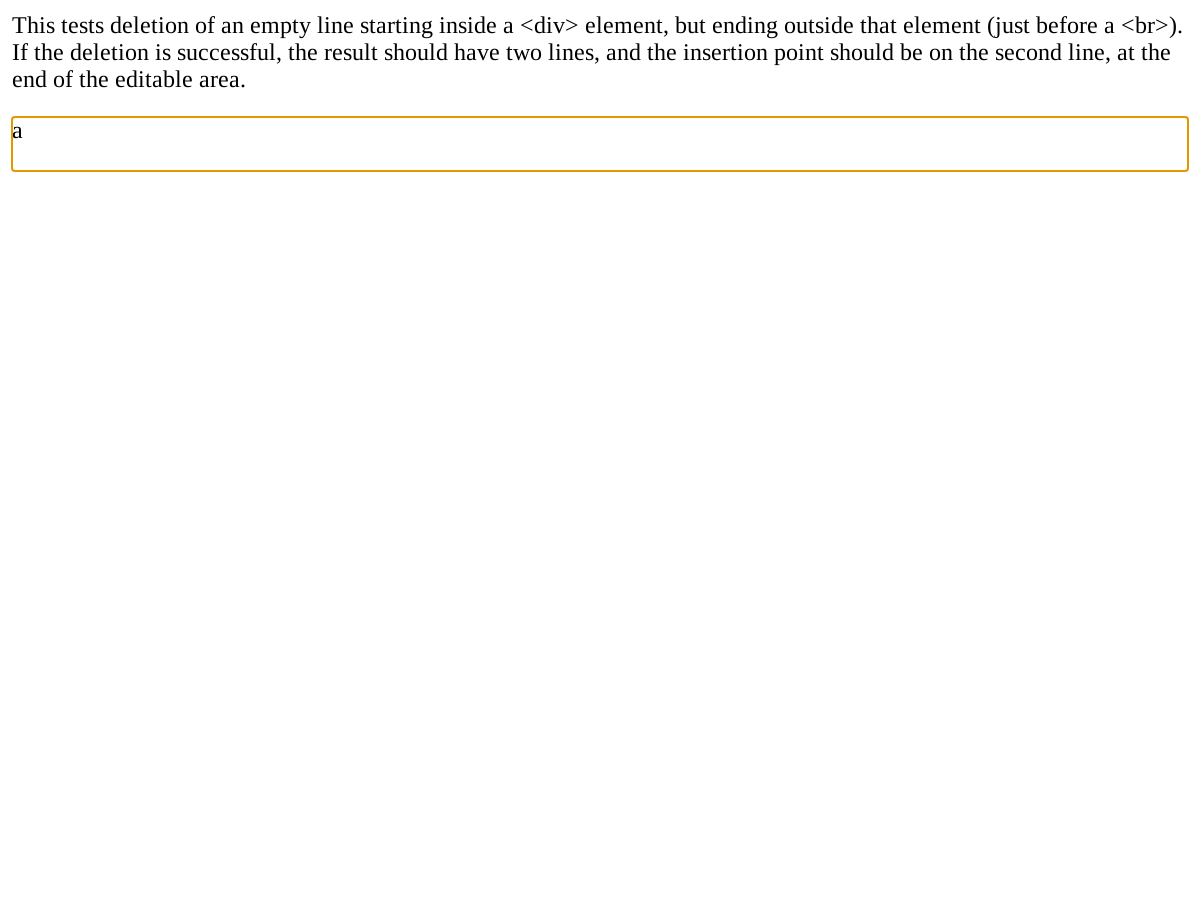 This tests deletion of an empty line starting inside a <div> element, but ending outside that element (just before a <br>).
If the deletion is successful, the result should have two lines, and the insertion point should be on the second line, at the
end of the editable area.
a